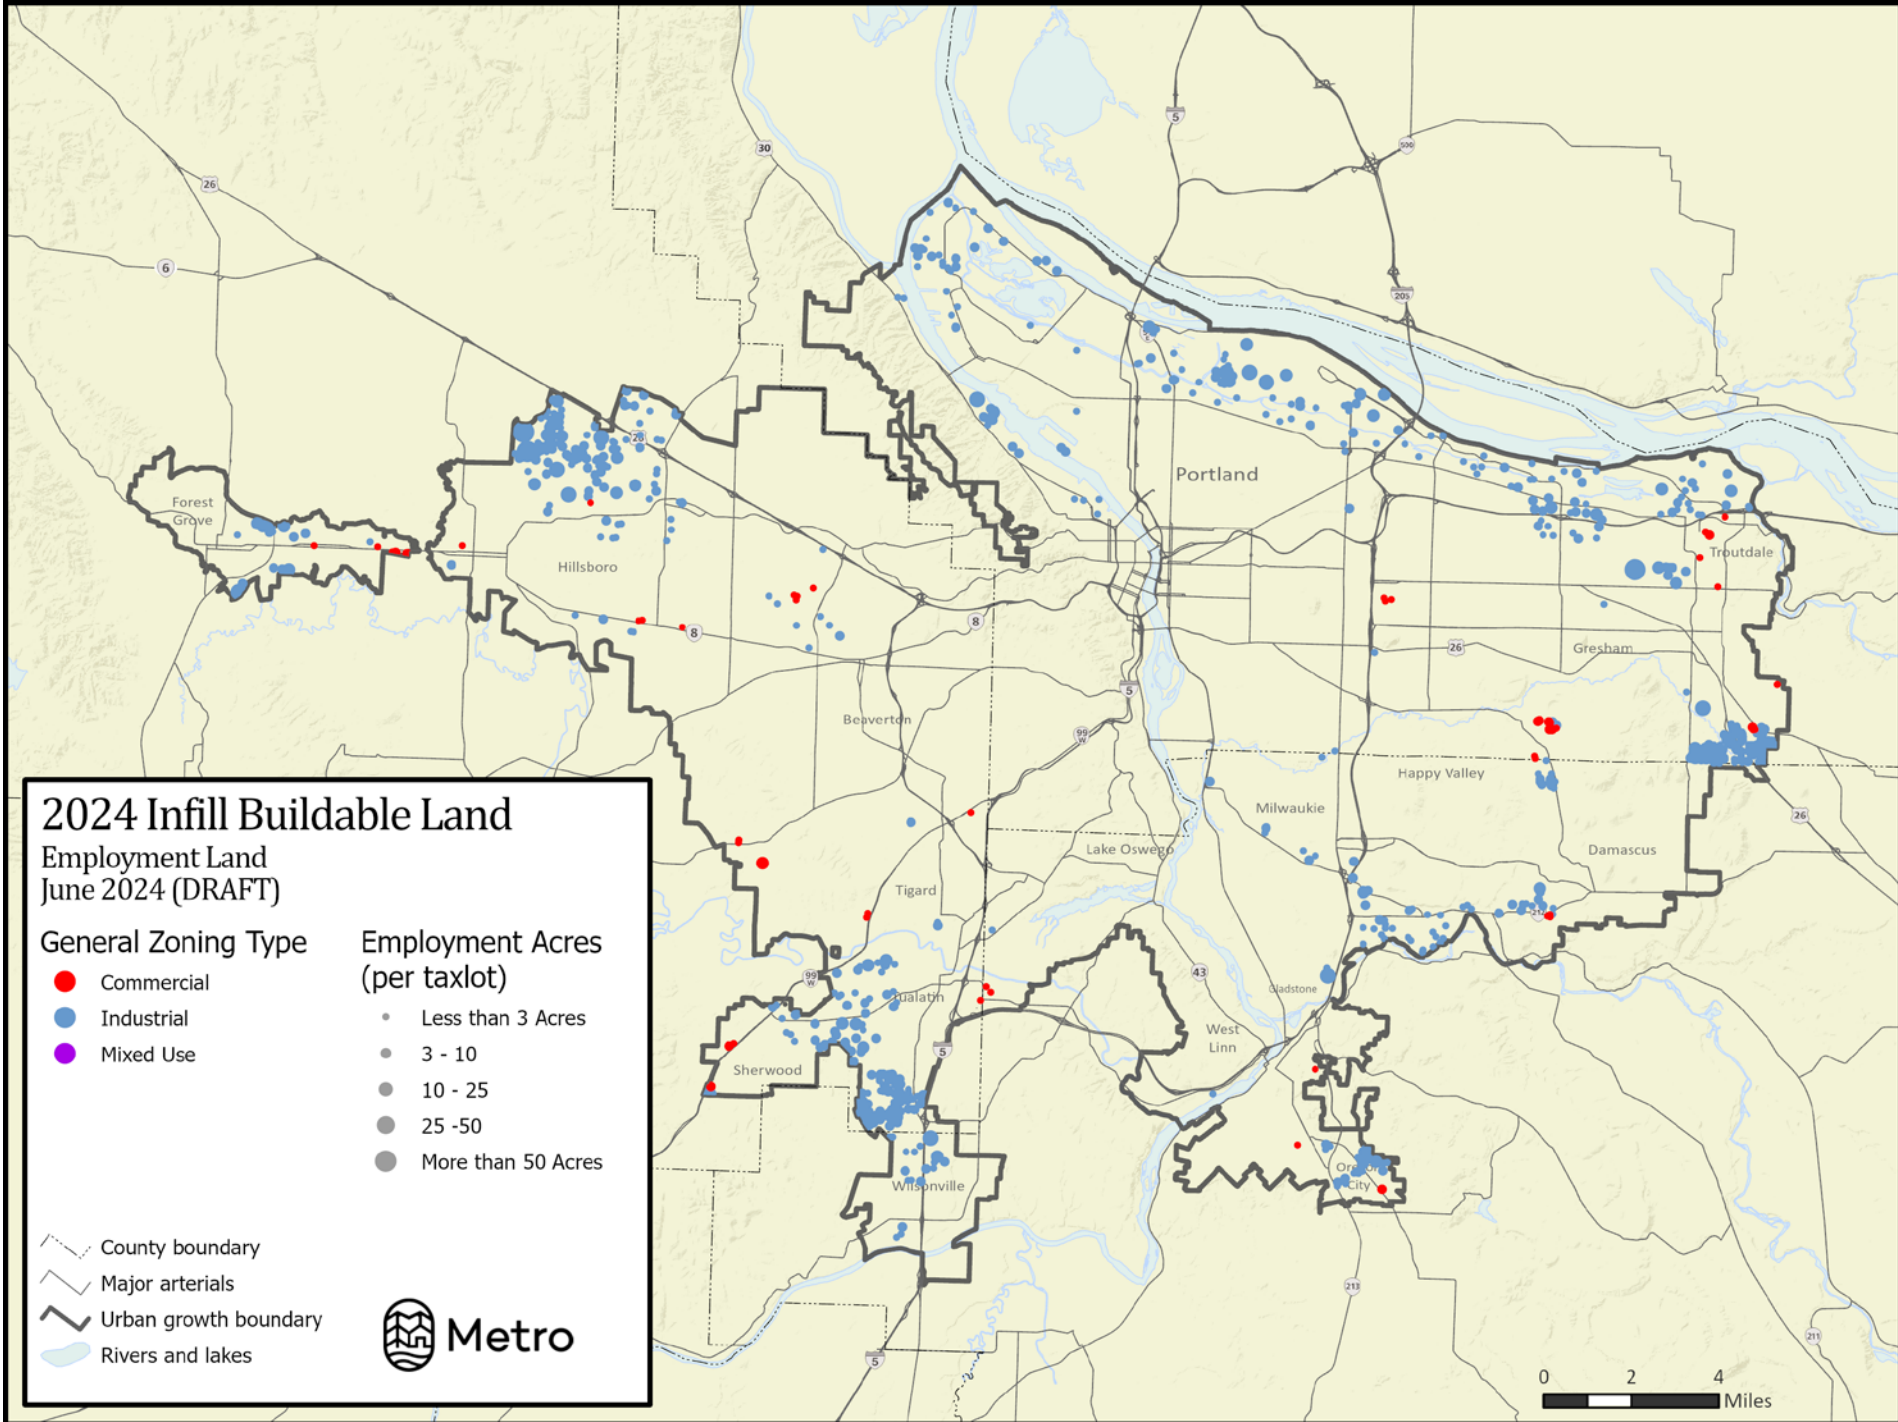 30
5
500
26
6
205
5
Portland
26
Forest
Grove
Troutdale
Hillsboro
8
8
26
Gresham
5
Beaverton
99
W
Happy Valley
Milwaukie
26
Lake Oswego
Damascus
Tigard
212
99
W
43
Gladstone
Tualatin
West
Linn
5
Sherwood
Oregon
City
Wilsonville
213
211
5
2024 Infill Buildable Land
Employment Land
June 2024 (DRAFT)
General Zoning Type
Commercial
Industrial
Mixed Use
Employment Acres
(per taxlot)
Less than 3 Acres
3 - 10
10 - 25
25 -50
More than 50 Acres
County boundary
Major arterials
Urban growth boundary
Rivers and lakes
Metro
0 2 4
Miles